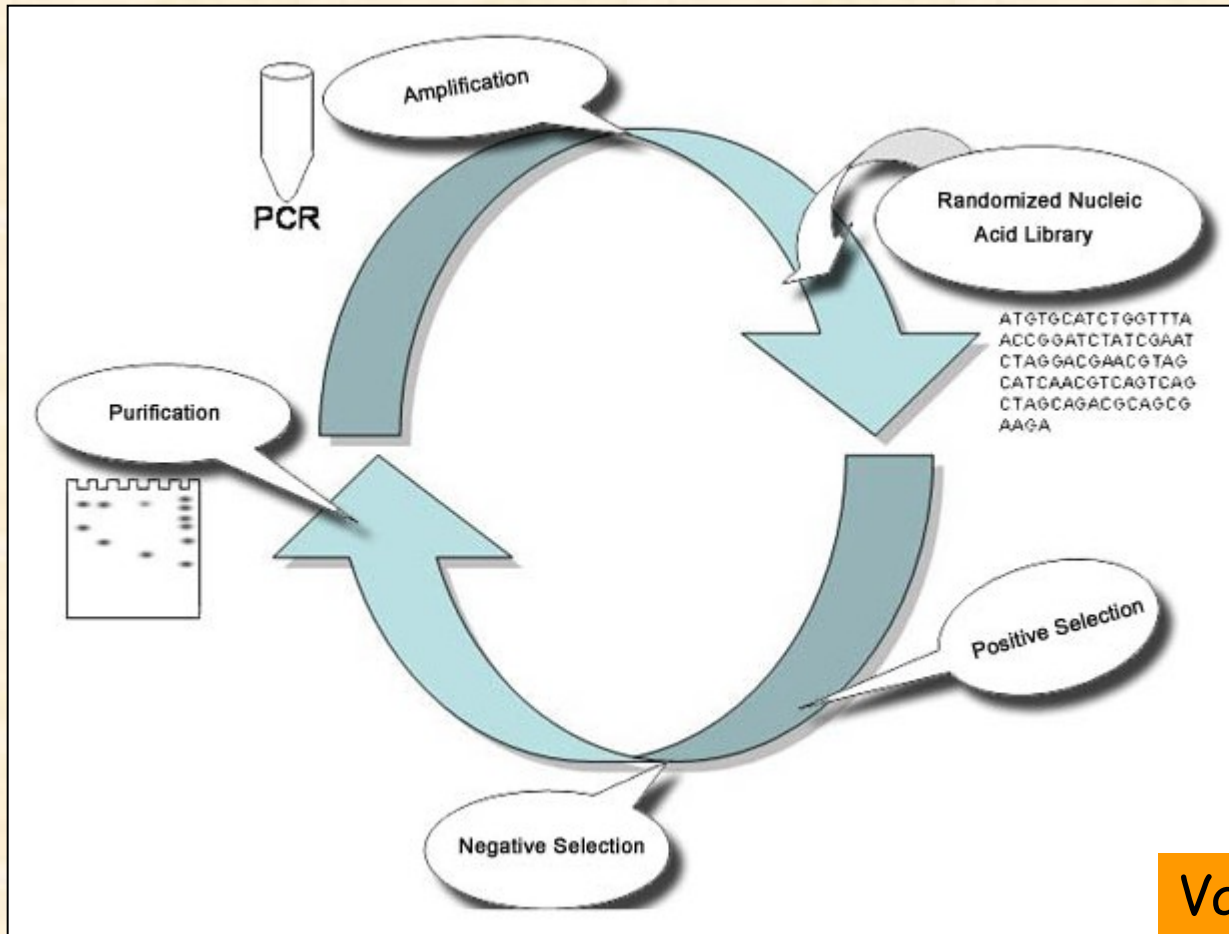 Amplification
PCR
Randomized Nucleic
Acid Library
ATGTGCATCTGGTTTA
ACCGGATCTATCGAAT
CTAGGACGAACGTAG
CATCAACGTCAGTCAG
CTAGCAGACGCAGCG
AAGA
Purification
Positive Selection
Negative Selection